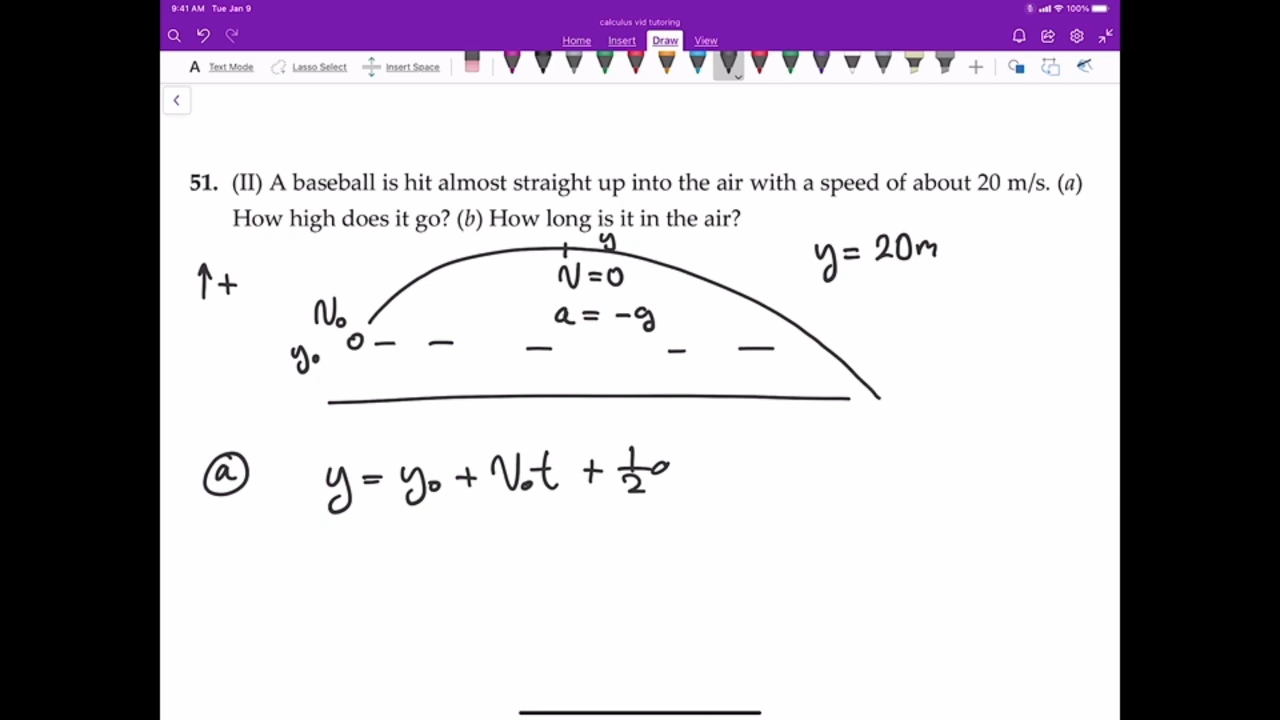 9:41 AM Tue Jan 9
100%
calculus vid tutoring
Home Insert Draw View
A Text Mode Lasso Select Insert Space
51. (II) A baseball is hit almost straight up into the air with a speed of about 20 m/s. (a)
How high does it go? (b) How long is it in the air?
y
y = 20m
↑+
V = 0
V₀
a = -g
y₀
ⓐ y = y₀ + V₀t + 1/2